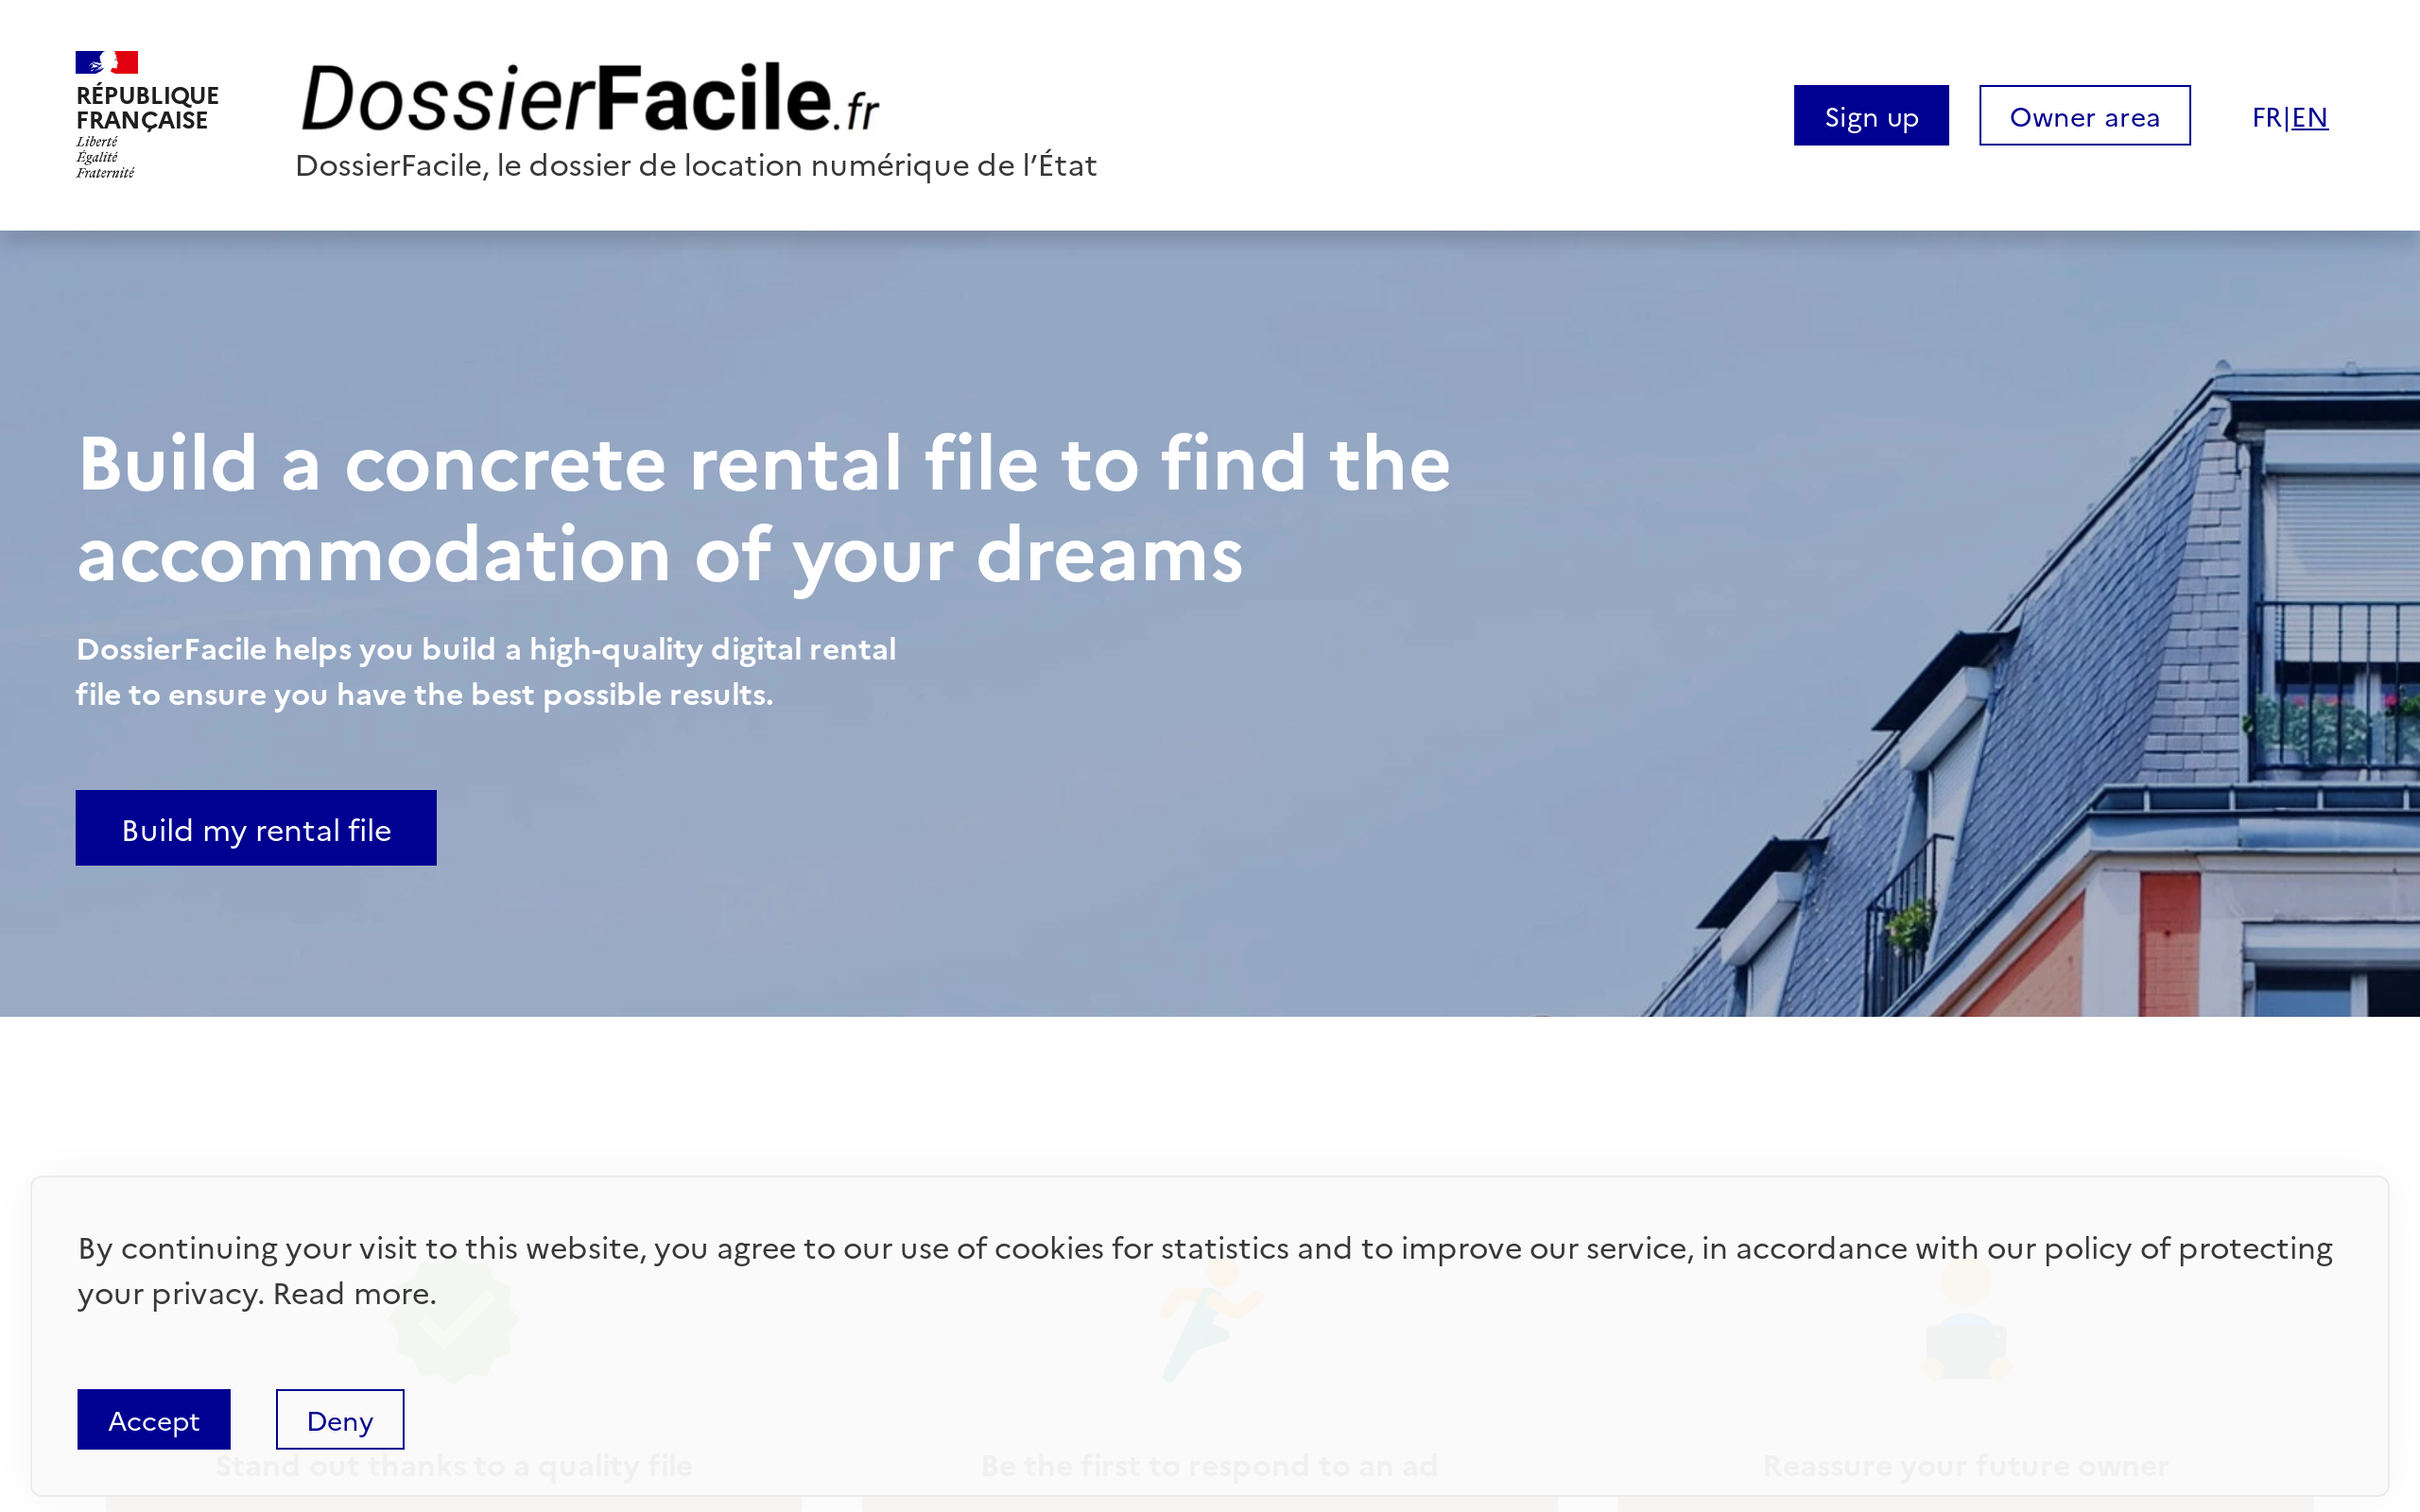 RÉPUBLIQUE
FRANÇAISE
Liberté
Égalité
Fraternité
DossierFacile.fr
DossierFacile, le dossier de location numérique de l’État
Sign up
Owner area
FR|EN
Build a concrete rental file to find the
accommodation of your dreams
DossierFacile helps you build a high-quality digital rental
file to ensure you have the best possible results.
Build my rental file
By continuing your visit to this website, you agree to our use of cookies for statistics and to improve our service, in accordance with our policy of protecting
your privacy. Read more.
Accept
Deny
Stand out thanks to a quality file
Be the first to respond to an ad
Reassure your future owner